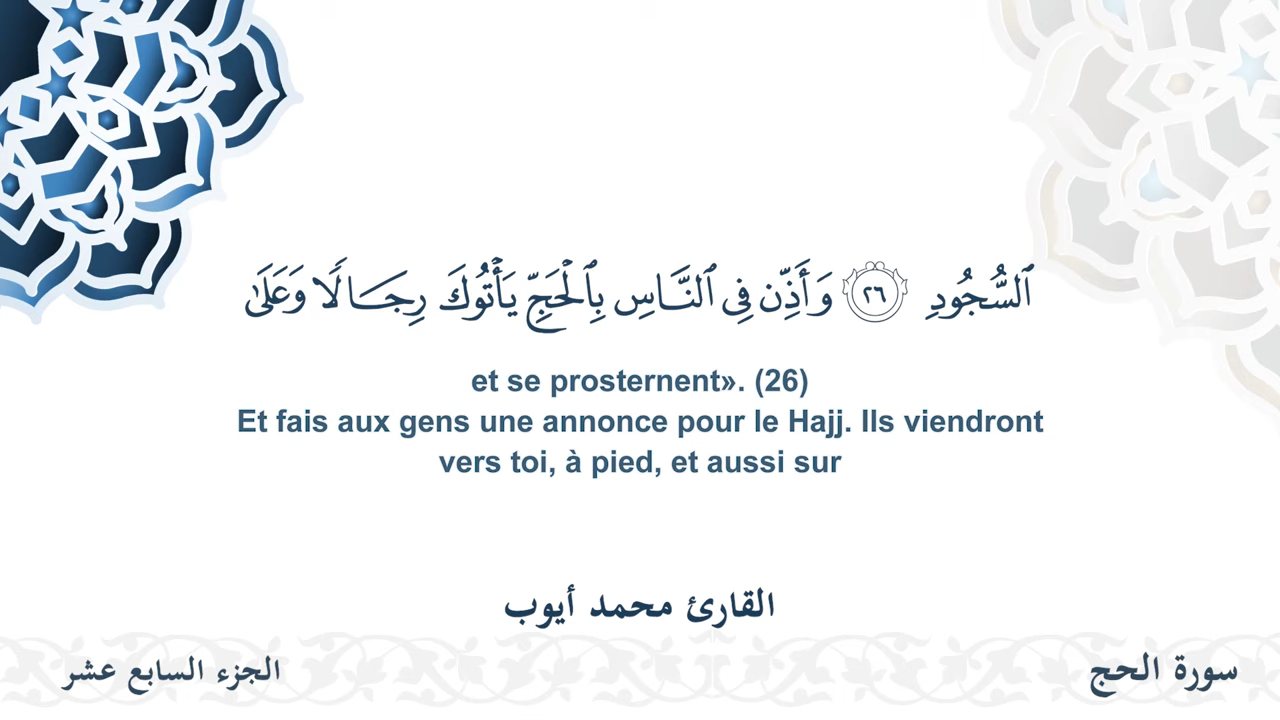 ٱلسُّجُودِ ٢٦ وَأَذِّن فِي ٱلنَّاسِ بِٱلْحَجِّ يَأْتُوكَ رِجَالًا وَعَلَىٰ
et se prosternent». (26)
Et fais aux gens une annonce pour le Hajj. Ils viendront
vers toi, à pied, et aussi sur
القارئ محمد أيوب
سورة الحج
الجزء السابع عشر